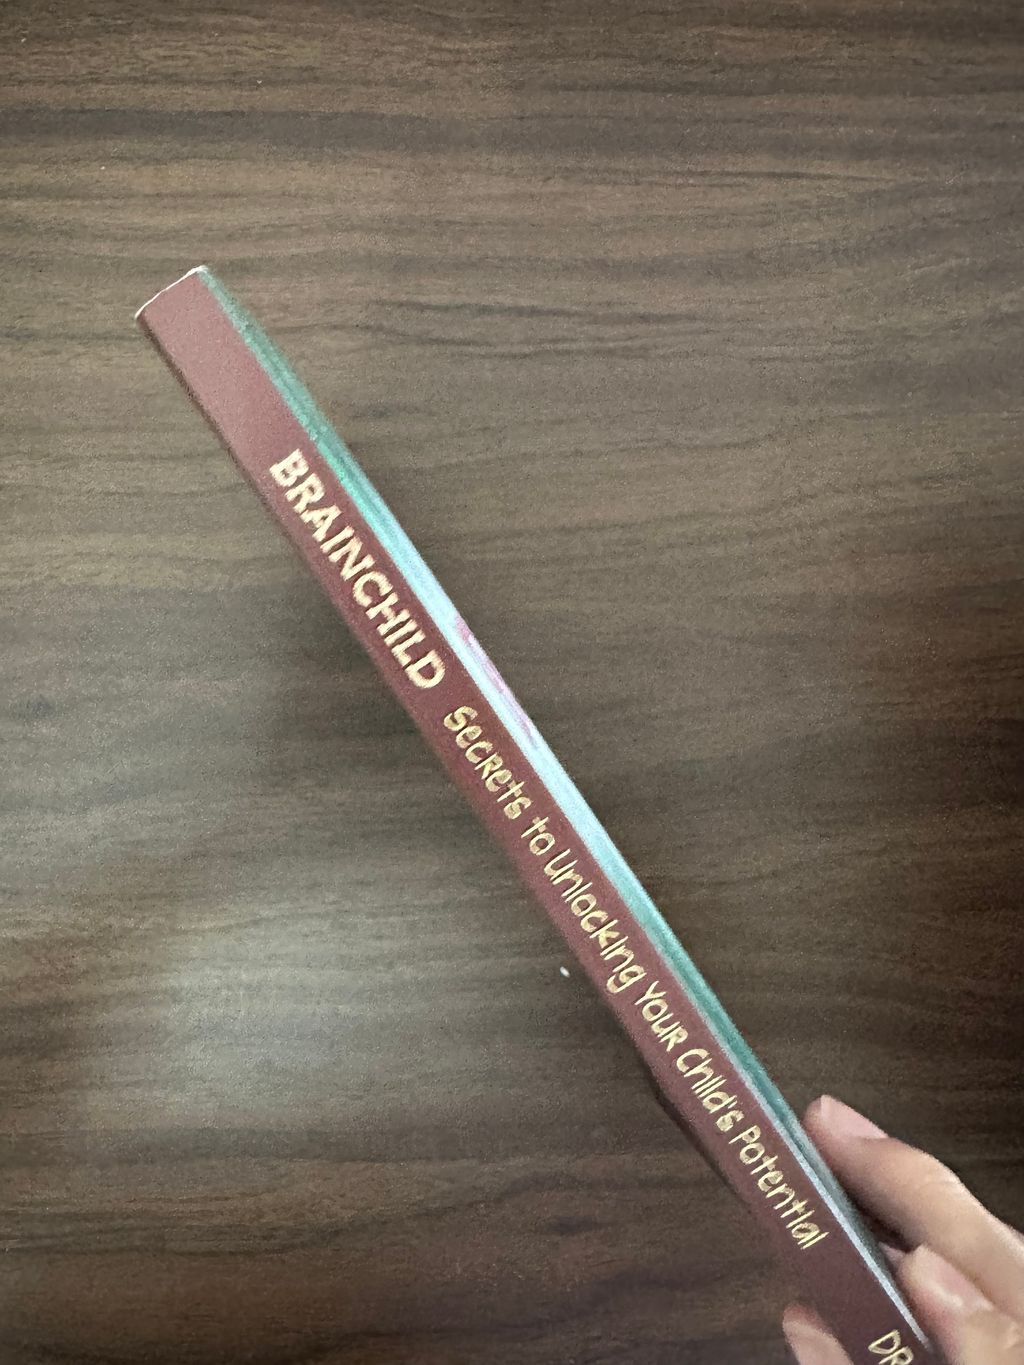 BRAINCHILD Secrets to Unlocking Your Child's Potential DR